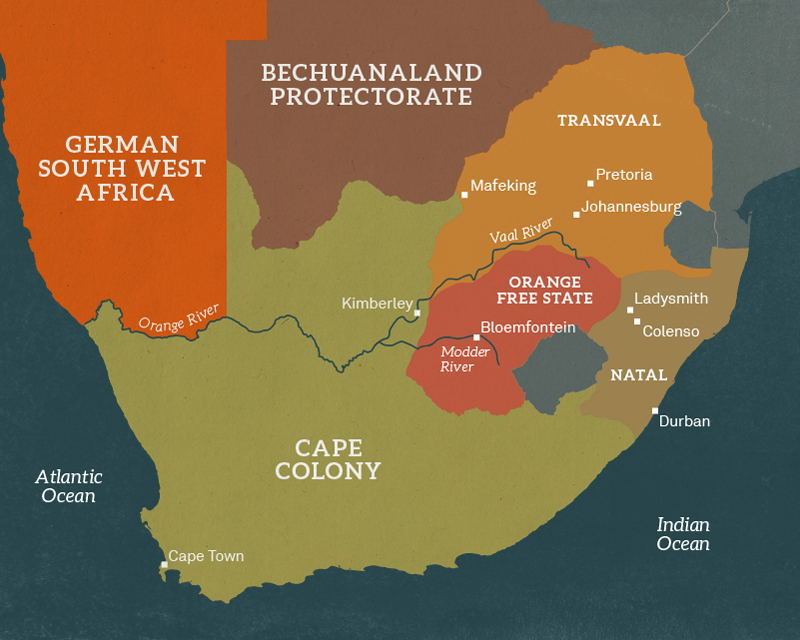 BECHUANALAND
PROTECTORATE
TRANSVAAL
GERMAN
SOUTH WEST
AFRICA
Pretoria
Mafeking
Johannesburg
Vaal River
ORANGE
FREE STATE
Kimberley
Ladysmith
Orange River
Bloemfontein
Colenso
Modder
River
NATAL
Durban
CAPE
COLONY
Atlantic
Ocean
Indian
Ocean
Cape Town